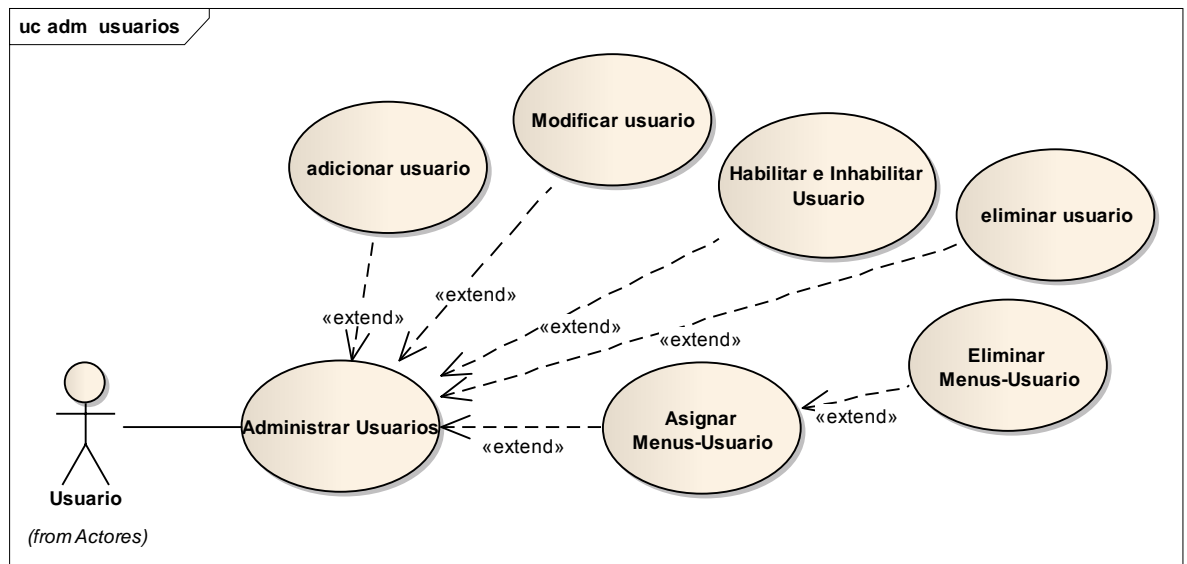 uc adm usuarios
adicionar usuario
Modificar usuario
Habilitar e Inhabilitar
Usuario
eliminar usuario
«extend»
«extend»
«extend»
«extend»
Eliminar
Menus-Usuario
«extend»
Asignar
Menus-Usuario
«extend»
Administrar Usuarios
Usuario
(from Actores)